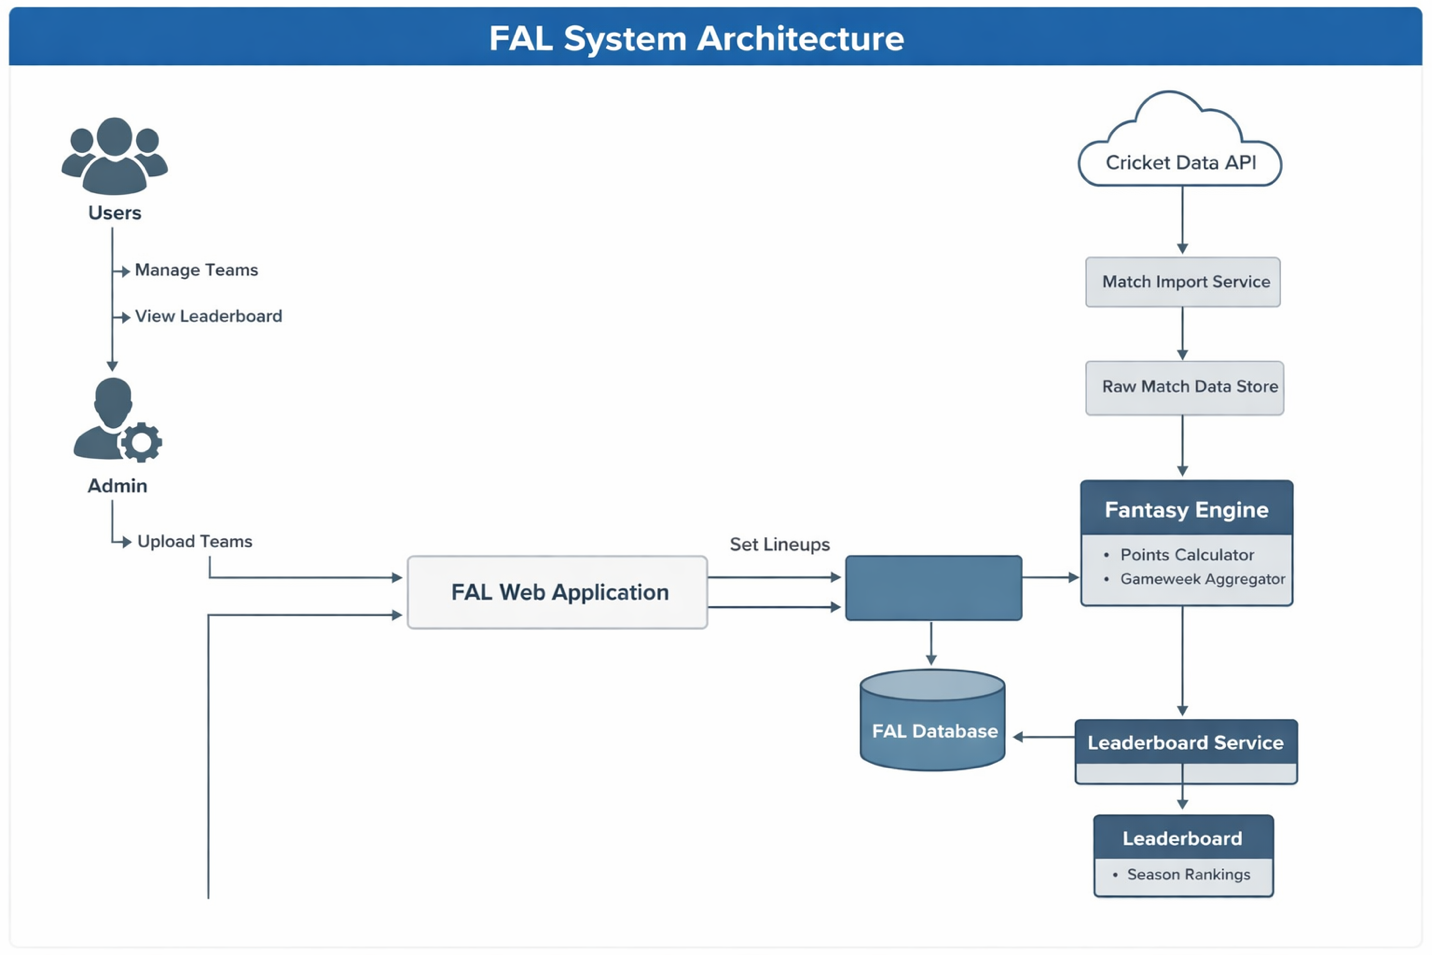 FAL System Architecture
Users
Manage Teams
View Leaderboard
Admin
Upload Teams
FAL Web Application
Set Lineups
FAL Database
Cricket Data API
Match Import Service
Raw Match Data Store
Fantasy Engine
• Points Calculator
• Gameweek Aggregator
Leaderboard Service
Leaderboard
• Season Rankings